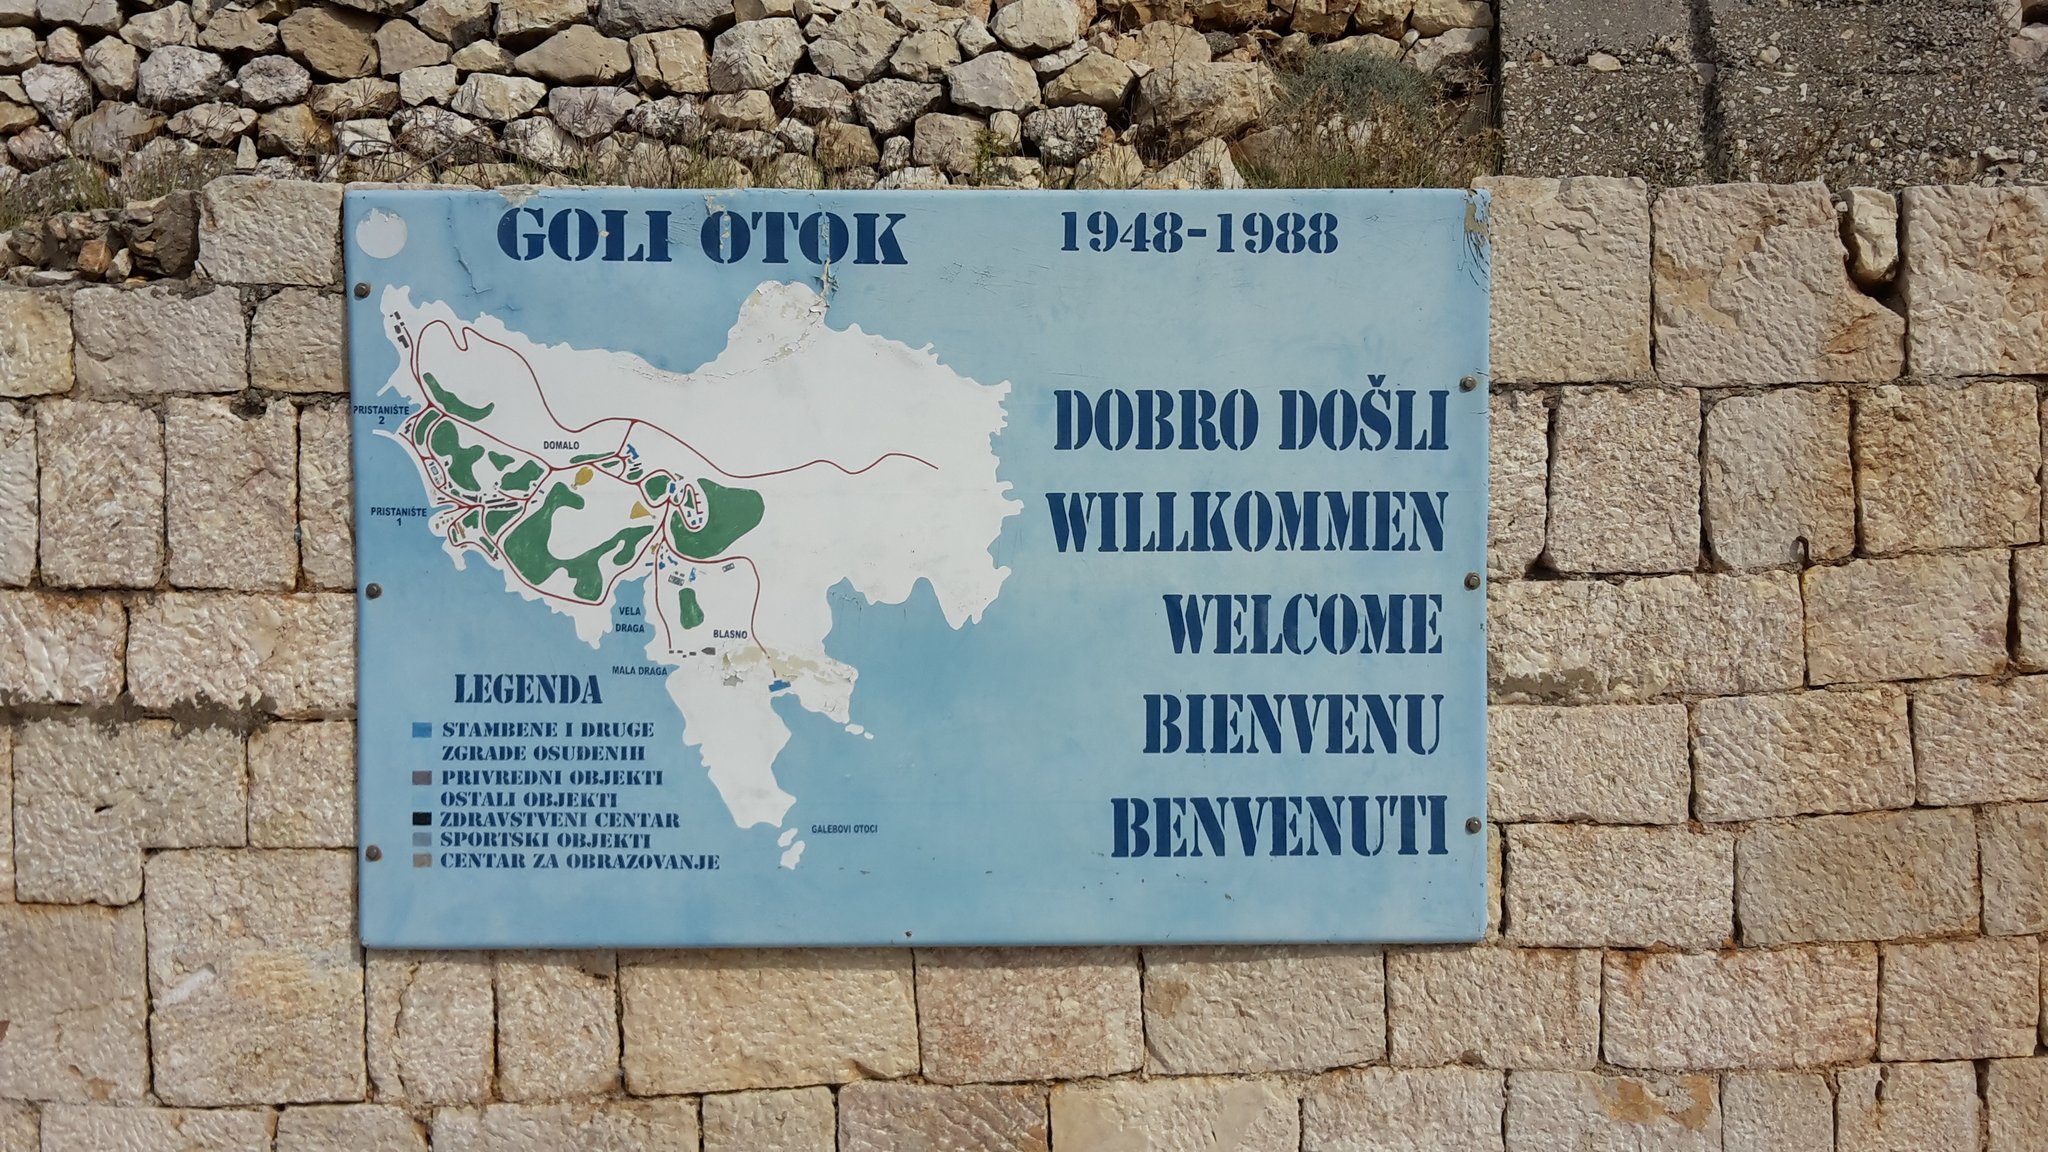 GOLI OTOK 1948-1988
PRISTANIŠTE
2
DOMALO
PRISTANIŠTE
1
VELA
DRAGA
BLASNO
MALA DRAGA
GALEBOVI OTOCI
DOBRO DOŠLI
WILLKOMMEN
WELCOME
BIENVENU
BENVENUTI
LEGENDA
STAMBENE I DRUGE
ZGRADE OSUĐENIH
PRIVREDNI OBJEKTI
OSTALI OBJEKTI
ZDRAVSTVENI CENTAR
SPORTSKI OBJEKTI
CENTAR ZA OBRAZOVANJE